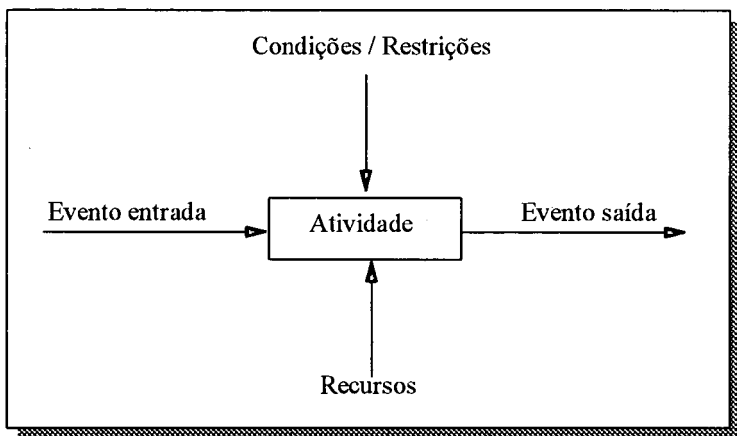 Condições / Restrições
Evento entrada
Atividade
Evento saída
Recursos